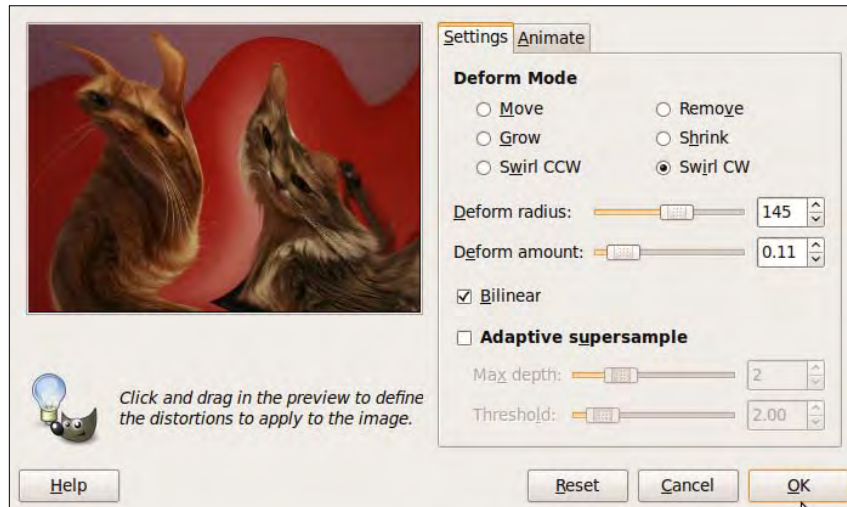 Settings Animate
Deform Mode
Move Remove
Grow Shrink
Swirl CCW Swirl CW
Deform radius: 145
Deform amount: 0.11
Bilinear
Adaptive supersample
Max depth: 2
Threshold: 2.00
Click and drag in the preview to define
the distortions to apply to the image.
Help Reset Cancel OK